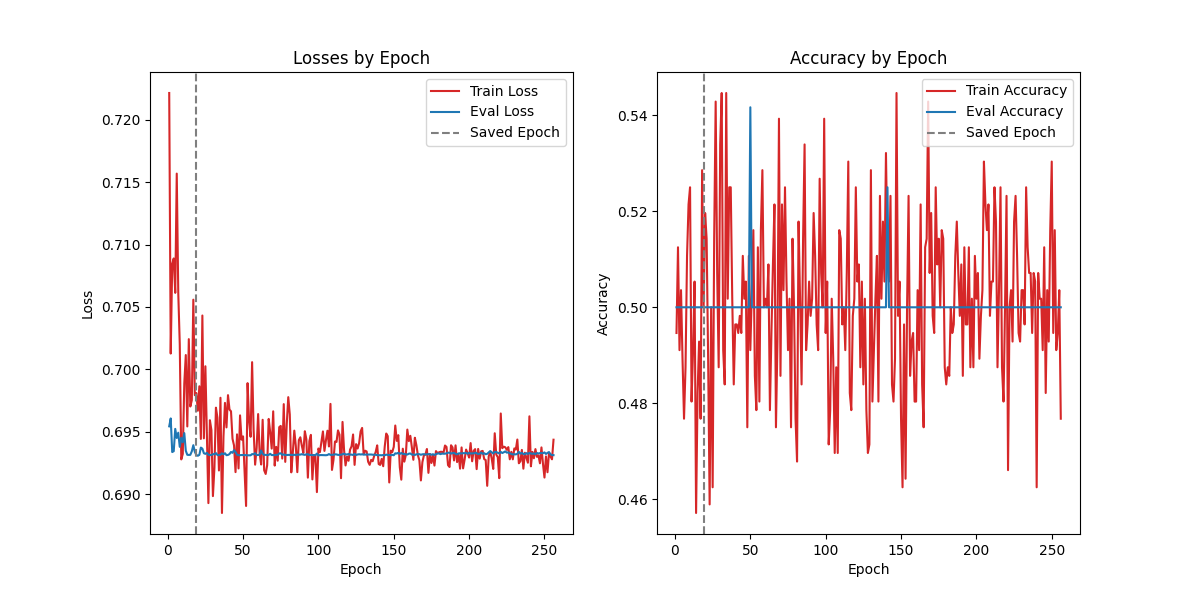 Losses by Epoch
Train Loss
Eval Loss
Saved Epoch
0.720
0.715
0.710
0.705
0.700
0.695
0.690
Loss
0 50 100 150 200 250
Epoch
Accuracy by Epoch
Train Accuracy
Eval Accuracy
Saved Epoch
0.54
0.52
0.50
0.48
0.46
Accuracy
0 50 100 150 200 250
Epoch